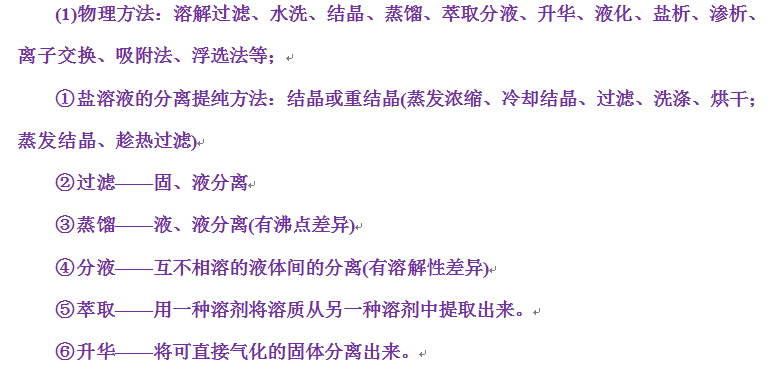 (1)物理方法：溶解过滤、水洗、结晶、蒸馏、萃取分液、升华、液化、盐析、渗析、
离子交换、吸附法、浮选法等；
①盐溶液的分离提纯方法：结晶或重结晶(蒸发浓缩、冷却结晶、过滤、洗涤、烘干；
蒸发结晶、趁热过滤)
②过滤——固、液分离
③蒸馏——液、液分离(有沸点差异)
④分液——互不相溶的液体间的分离(有溶解性差异)
⑤萃取——用一种溶剂将溶质从另一种溶剂中提取出来。
⑥升华——将可直接气化的固体分离出来。